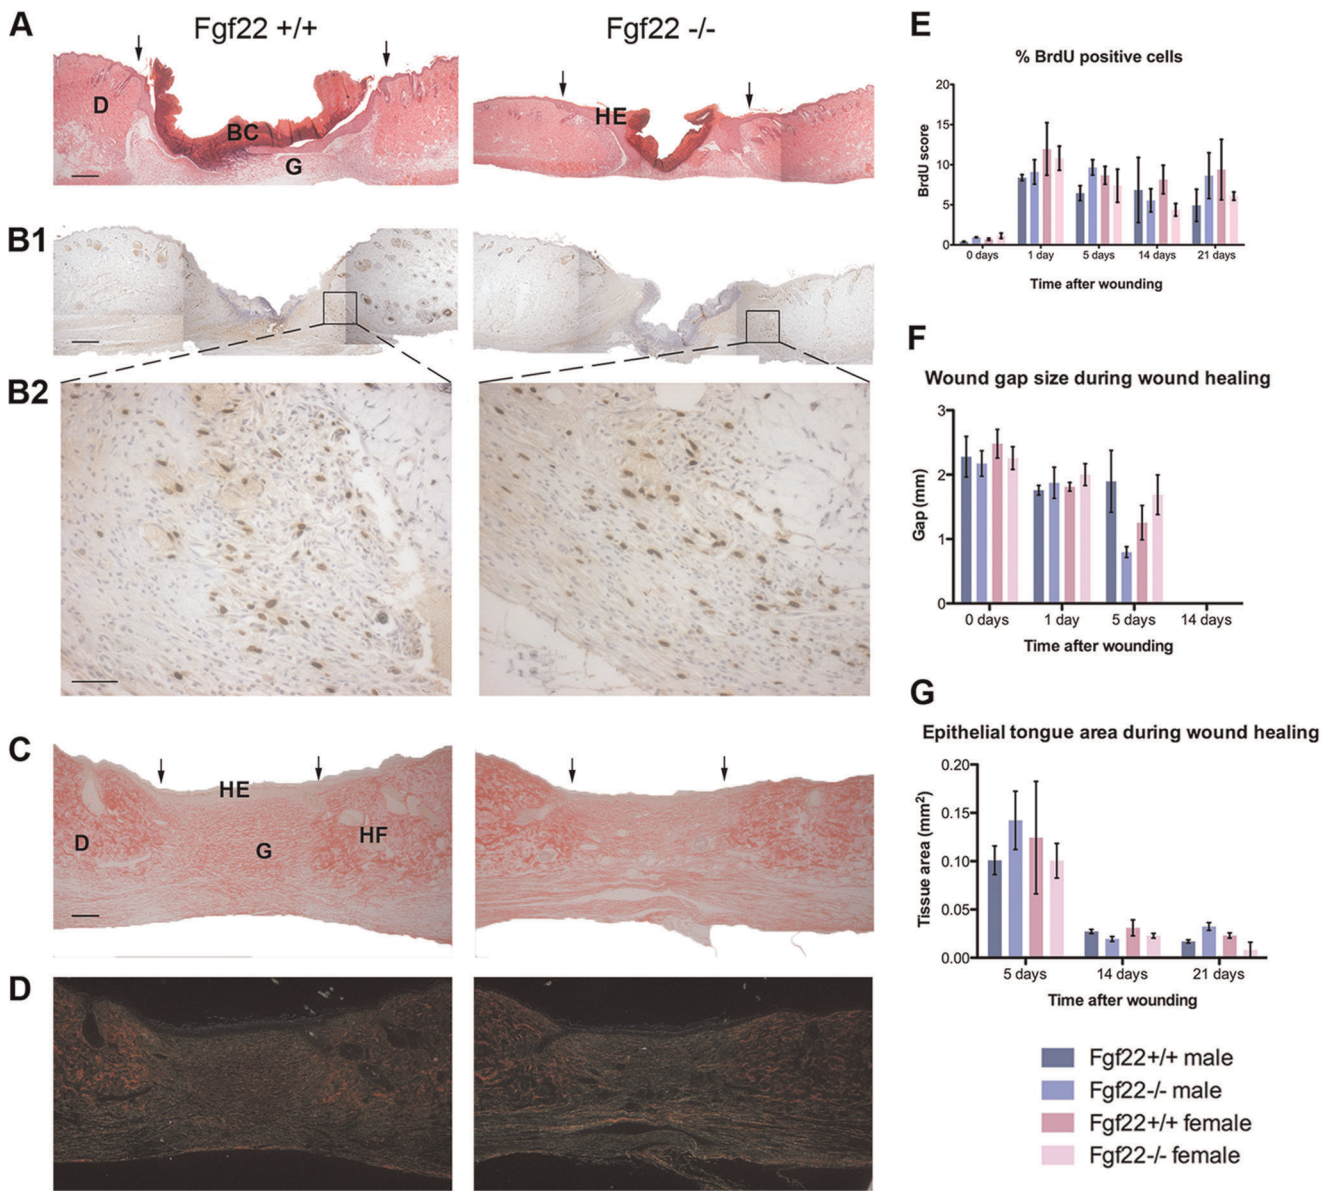 A
Fgf22 +/+
Fgf22 -/-
D
BC
G
HE
B1
B2
C
HE
D
G
HF
D
E
% BrdU positive cells
BrdU score
20
15
10
5
0
0 days 1 day 5 days 14 days 21 days
Time after wounding
F
Wound gap size during wound healing
Gap (mm)
3
2
1
0
0 days 1 day 5 days 14 days
Time after wounding
G
Epithelial tongue area during wound healing
Tissue area (mm²)
0.20
0.15
0.10
0.05
0.00
5 days 14 days 21 days
Time after wounding
Fgf22+/+ male
Fgf22-/- male
Fgf22+/+ female
Fgf22-/- female